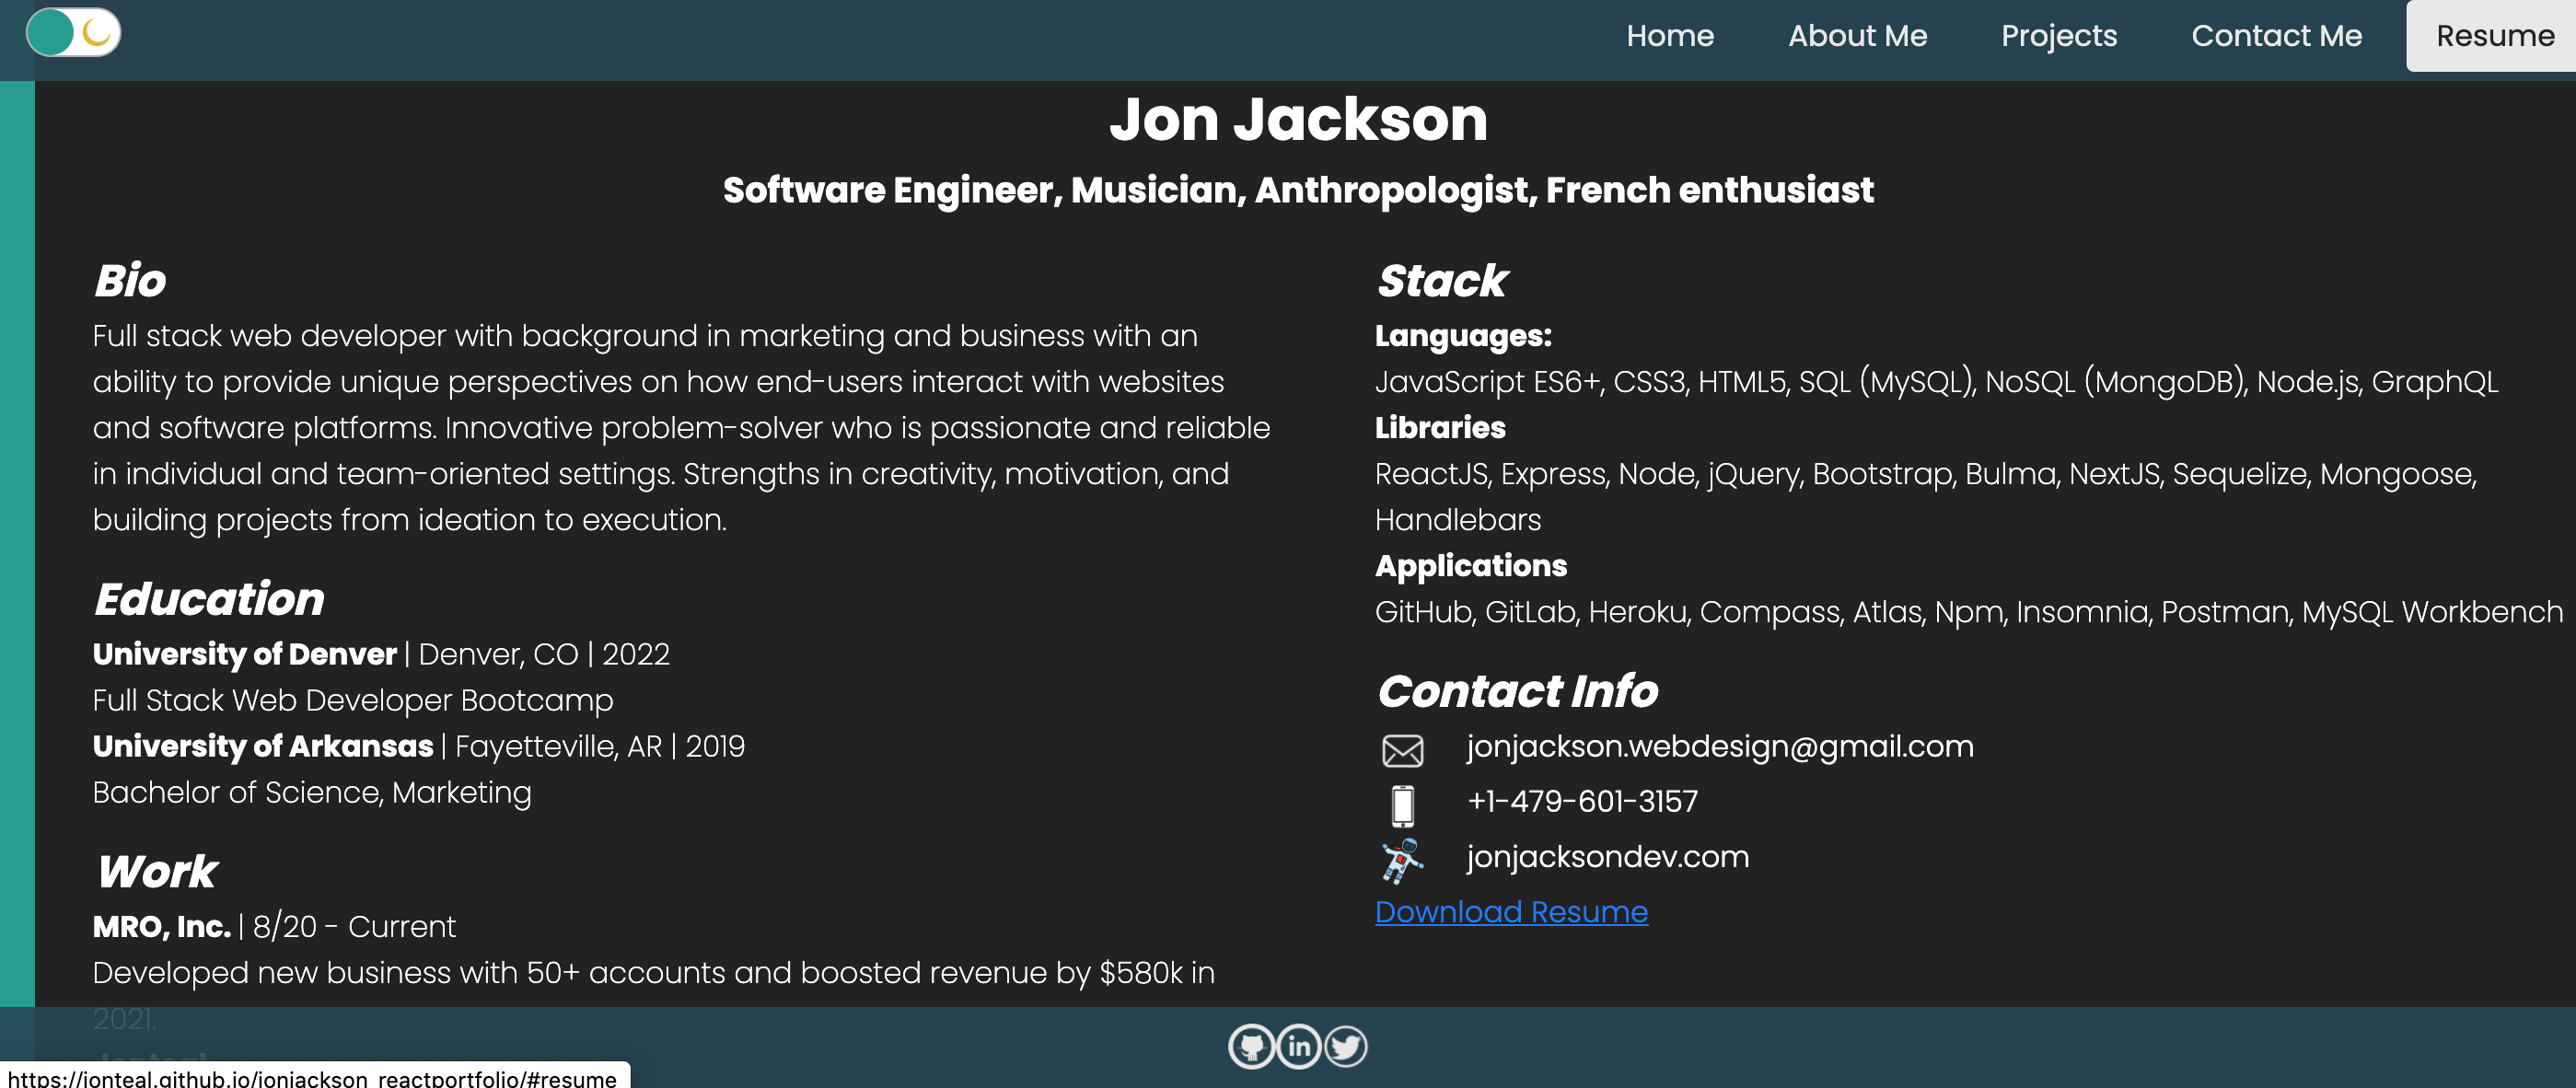 Home About Me Projects Contact Me Resume
Jon Jackson
Software Engineer, Musician, Anthropologist, French enthusiast
Bio
Full stack web developer with background in marketing and business with an
ability to provide unique perspectives on how end-users interact with websites
and software platforms. Innovative problem-solver who is passionate and reliable
in individual and team-oriented settings. Strengths in creativity, motivation, and
building projects from ideation to execution.
Education
University of Denver | Denver, CO | 2022
Full Stack Web Developer Bootcamp
University of Arkansas | Fayetteville, AR | 2019
Bachelor of Science, Marketing
Work
MRO, Inc. | 8/20 - Current
Developed new business with 50+ accounts and boosted revenue by $580k in
2021.
Jonteal
Stack
Languages:
JavaScript ES6+, CSS3, HTML5, SQL (MySQL), NoSQL (MongoDB), Node.js, GraphQL
Libraries
ReactJS, Express, Node, jQuery, Bootstrap, Bulma, NextJS, Sequelize, Mongoose,
Handlebars
Applications
GitHub, GitLab, Heroku, Compass, Atlas, Npm, Insomnia, Postman, MySQL Workbench
Contact Info
jonjackson.webdesign@gmail.com
+1-479-601-3157
jonjacksondev.com
Download Resume
in
https://jonteal.github.io/jonjackson_reactportfolio/#resume